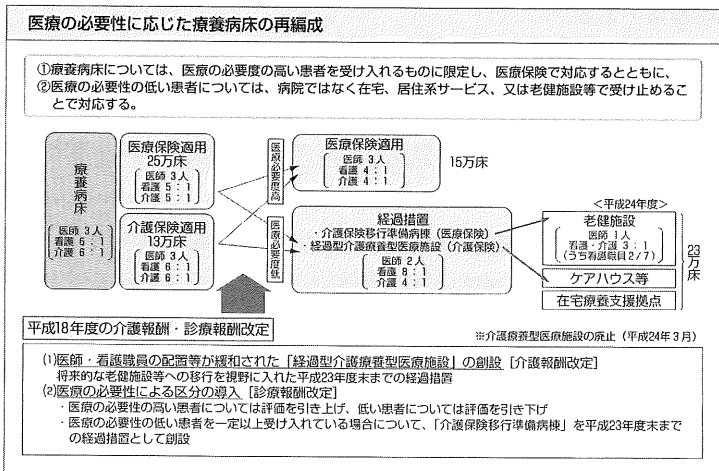 医療の必要性に応じた療養病床の再編成
①療養病床については、医療の必要度の高い患者を受け入れるものに限定し、医療保険で対応するとともに、
②医療の必要性の低い患者については、病院ではなく在宅、居住系サービス、又は老健施設等で受け止めるこ
とで対応する。
療養病床
医師 3人
看護 6：1
介護 6：1
医療保険適用
25万床
医師 3人
看護 5：1
介護 5：1
介護保険適用
13万床
医師 3人
看護 6：1
介護 6：1
医療必要度高
医療必要度低
医療保険適用
医師 3人
看護 4：1
介護 4：1
15万床
経過措置
・介護保険移行準備病棟（医療保険）
・経過型介護療養型医療施設（介護保険）
医師 2人
看護 8：1
介護 4：1
＜平成24年度＞
老健施設
医師 1人
看護・介護 3：1
（うち看護職員2/7）
ケアハウス等
在宅療養支援拠点
23万床
平成18年度の介護報酬・診療報酬改定
※介護療養型医療施設の廃止（平成24年3月）
(1)医師・看護職員の配置等が緩和された「経過型介護療養型医療施設」の創設［介護報酬改定］
将来的な老健施設等への移行を視野に入れた平成23年度末までの経過措置
(2)医療の必要性による区分の導入［診療報酬改定］
・医療の必要性の高い患者については評価を引き上げ、低い患者については評価を引き下げ
・医療の必要性の低い患者を一定以上受け入れている場合について、「介護保険移行準備病棟」を平成23年度末まで
の経過措置として創設